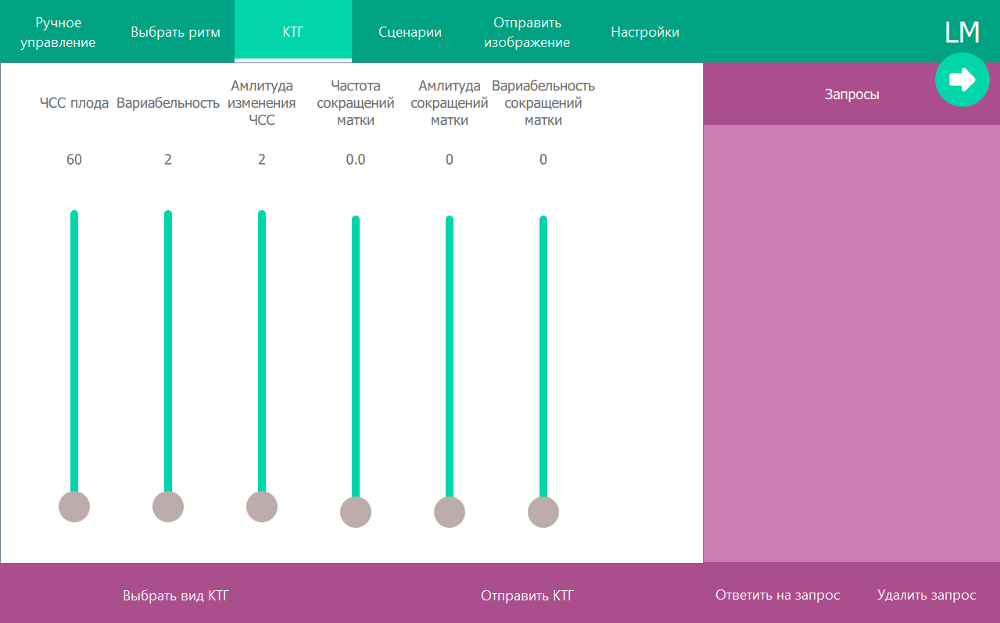 Ручное
управление
Выбрать ритм
КТГ
Сценарии
Отправить
изображение
Настройки
LM
ЧСС плода
Вариабельность
Амлитуда
изменения
ЧСС
Частота
сокращений
матки
Амлитуда
сокращений
матки
Вариабельность
сокращений
матки
Запросы
60
2
2
0.0
0
0
Выбрать вид КТГ
Отправить КТГ
Ответить на запрос
Удалить запрос